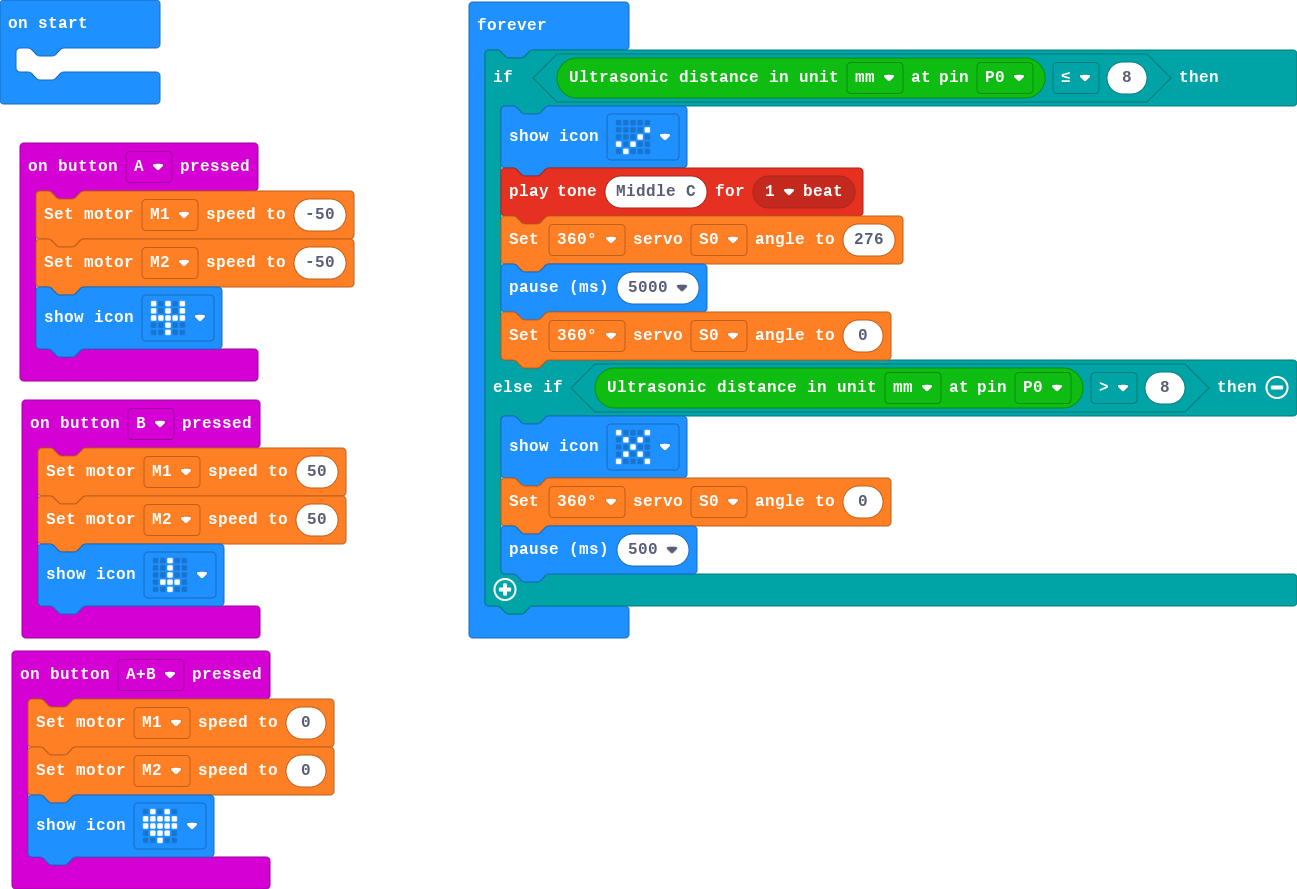 on start
on button A pressed
Set motor M1 speed to -50
Set motor M2 speed to -50
show icon
on button B pressed
Set motor M1 speed to 50
Set motor M2 speed to 50
show icon
on button A+B pressed
Set motor M1 speed to 0
Set motor M2 speed to 0
show icon
forever
if Ultrasonic distance in unit mm at pin P0 ≤ 8 then
show icon
play tone Middle C for 1 beat
Set 360° servo S0 angle to 276
pause (ms) 5000
Set 360° servo S0 angle to 0
else if Ultrasonic distance in unit mm at pin P0 > 8 then
show icon
Set 360° servo S0 angle to 0
pause (ms) 500